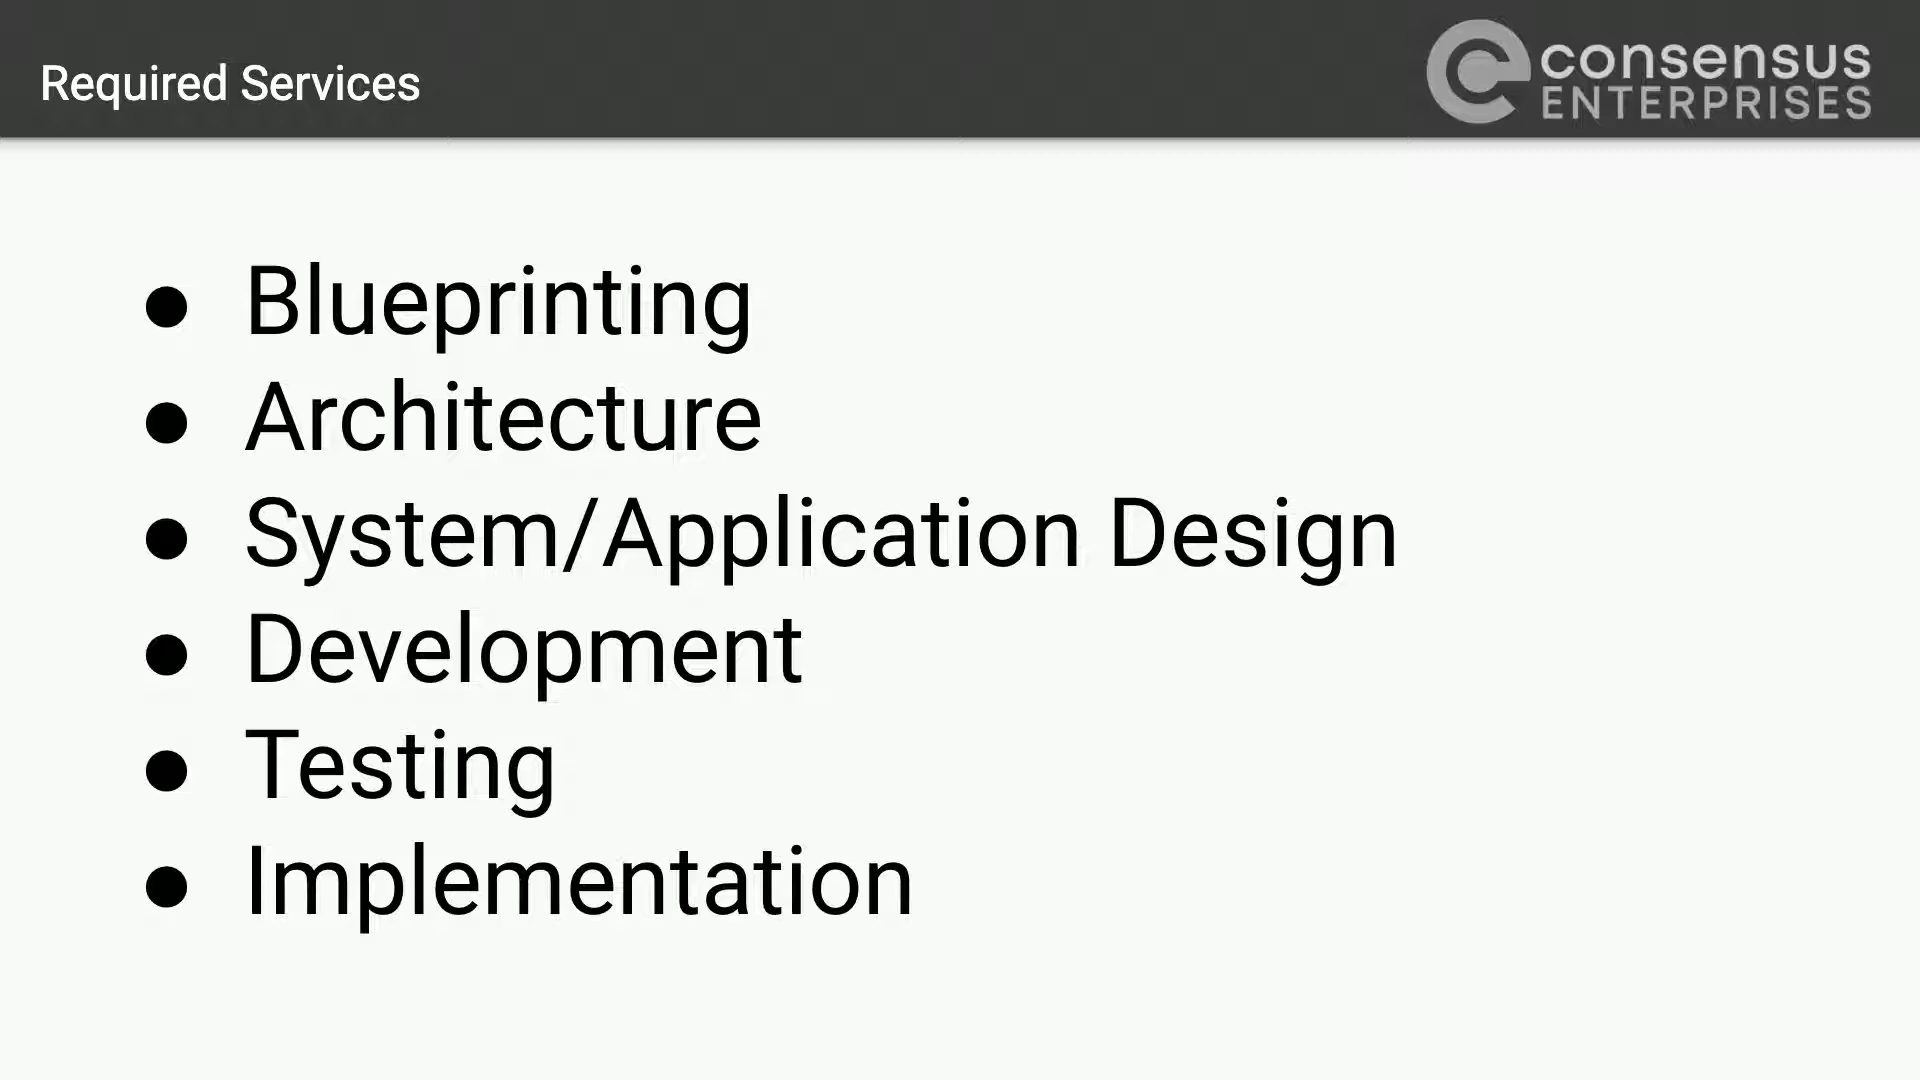 Required Services
consensus
ENTERPRISES
● Blueprinting
● Architecture
● System/Application Design
● Development
● Testing
● Implementation